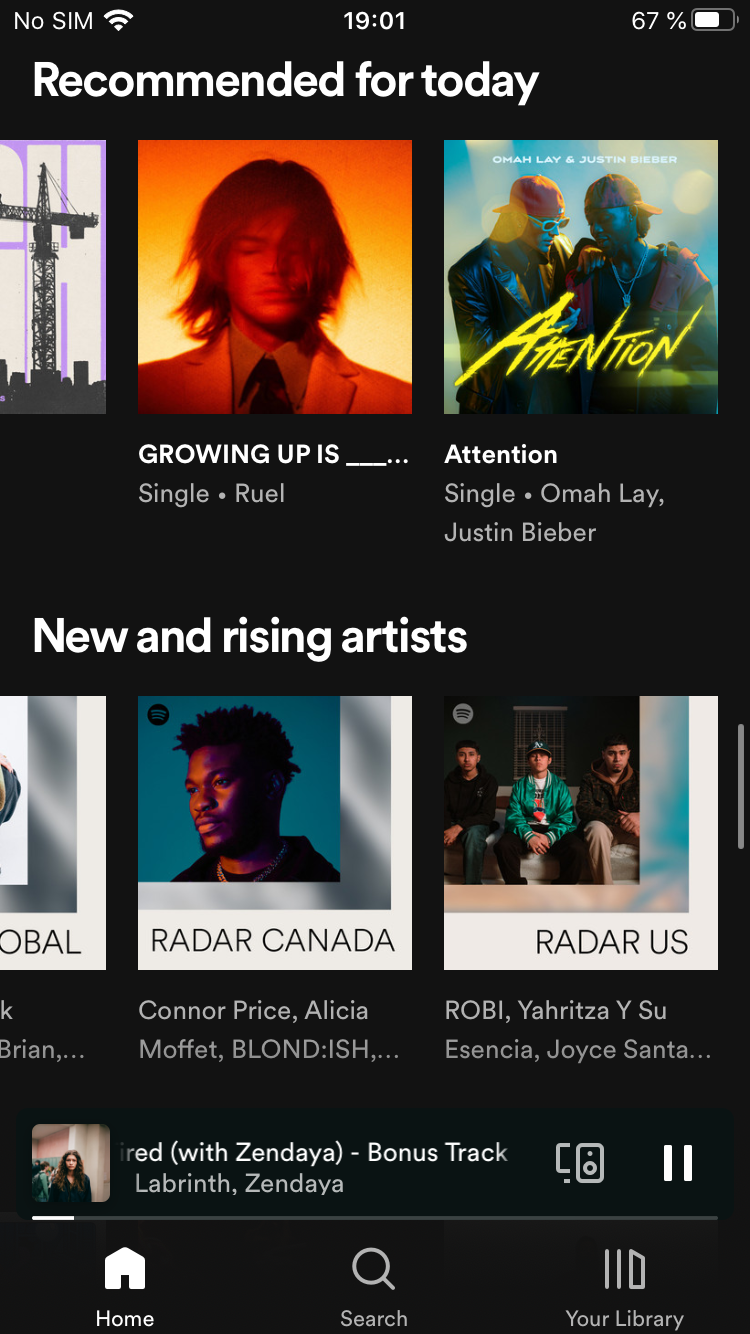 No SIM 19:01 67 %
Recommended for today
OMAH LAY & JUSTIN BIEBER
ATTENTION
GROWING UP IS ___...
Single • Ruel
Attention
Single • Omah Lay,
Justin Bieber
New and rising artists
OBAL
RADAR CANADA
RADAR US
k
Brian,...
Connor Price, Alicia
Moffet, BLOND:ISH,...
ROBI, Yahritza Y Su
Esencia, Joyce Santa...
ired (with Zendaya) - Bonus Track
Labrinth, Zendaya
Home
Search
Your Library